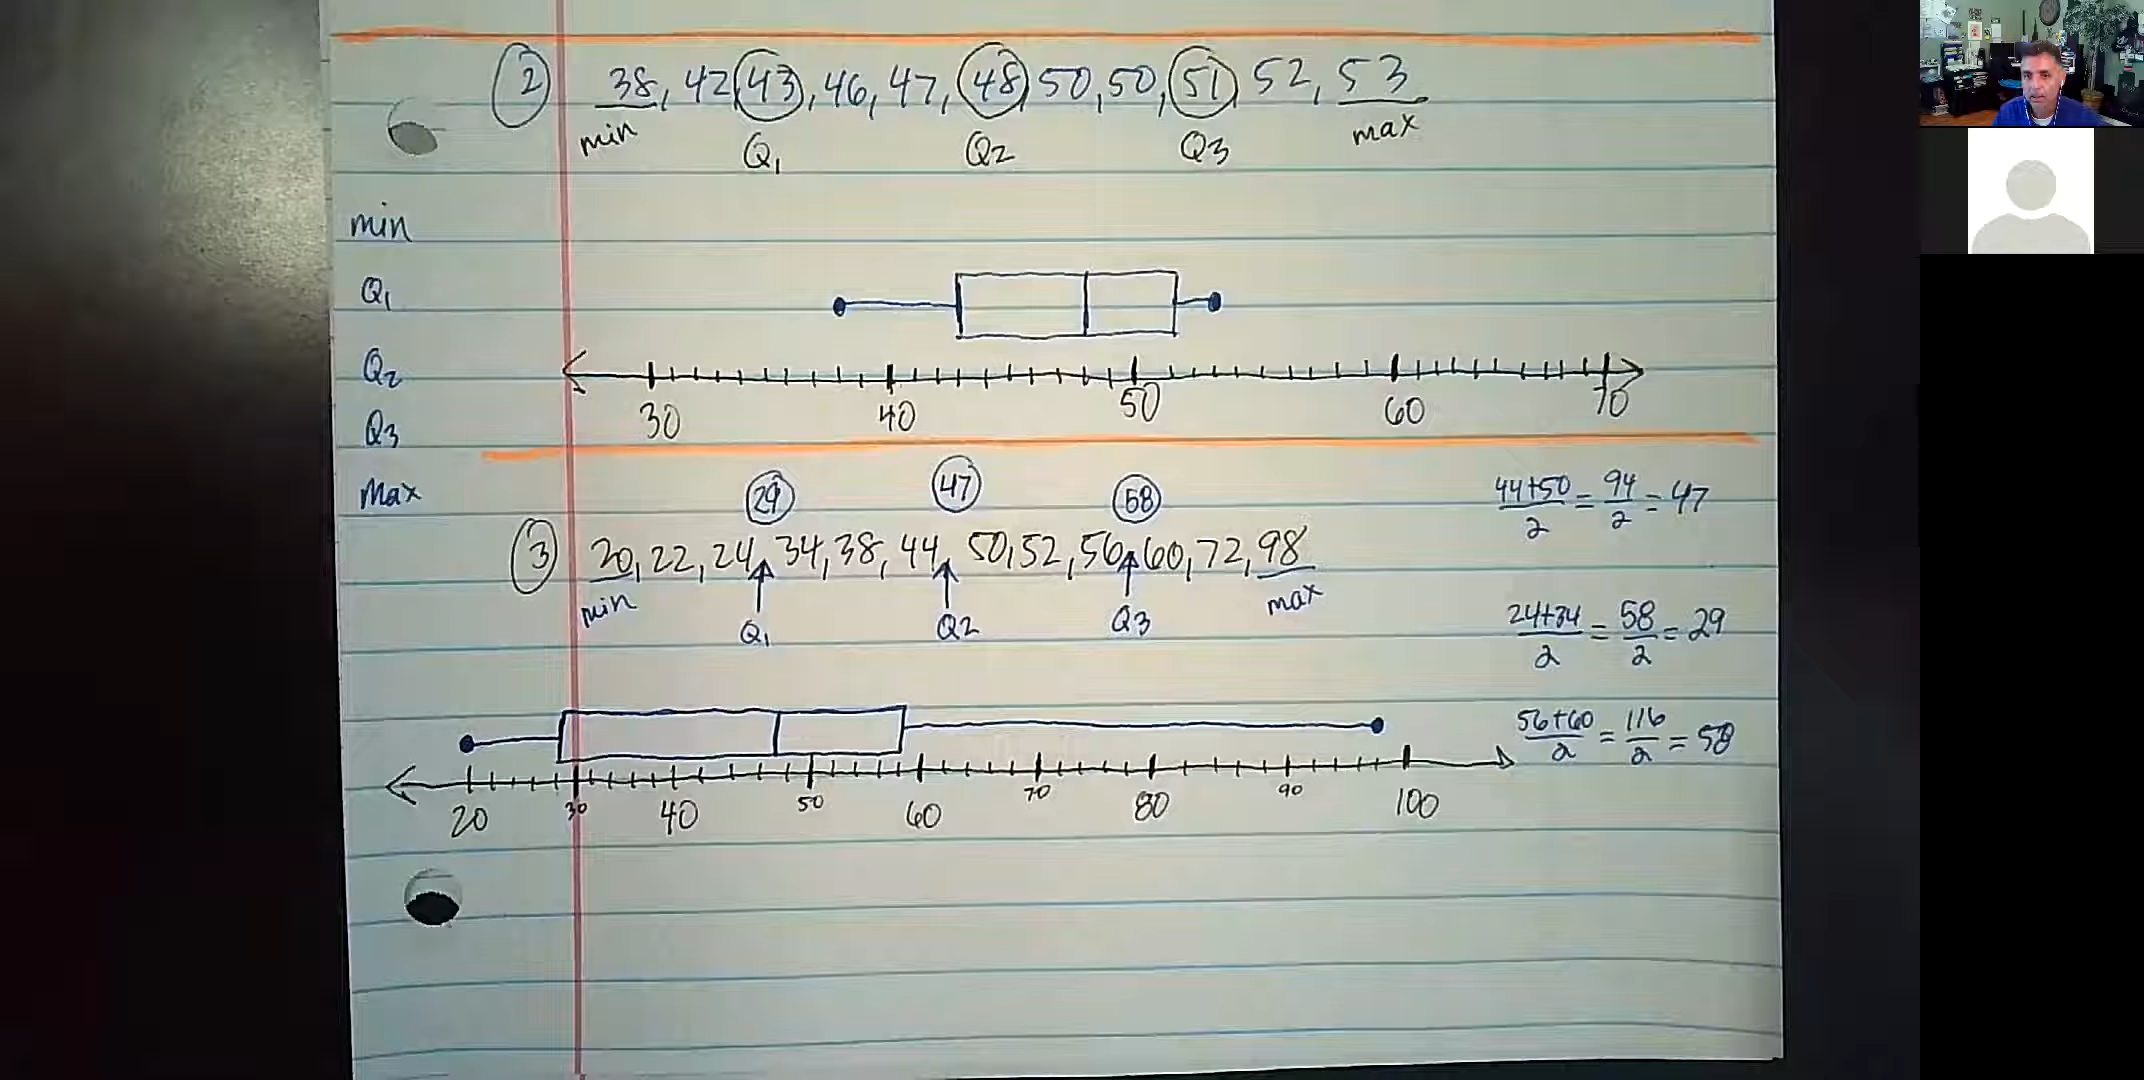 2 38, 42, 43, 46, 47, 48, 50, 50, 51, 52, 53
min Q1 Q2 Q3 max
min
Q1
Q2
Q3
Max
30 40 50 60 70
29 47 58
3 20, 22, 24, 34, 38, 44, 50, 52, 56, 60, 72, 98
min Q1 Q2 Q3 max
44+50/2 = 94/2 = 47
24+34/2 = 58/2 = 29
56+60/2 = 116/2 = 58
20 30 40 50 60 70 80 90 100